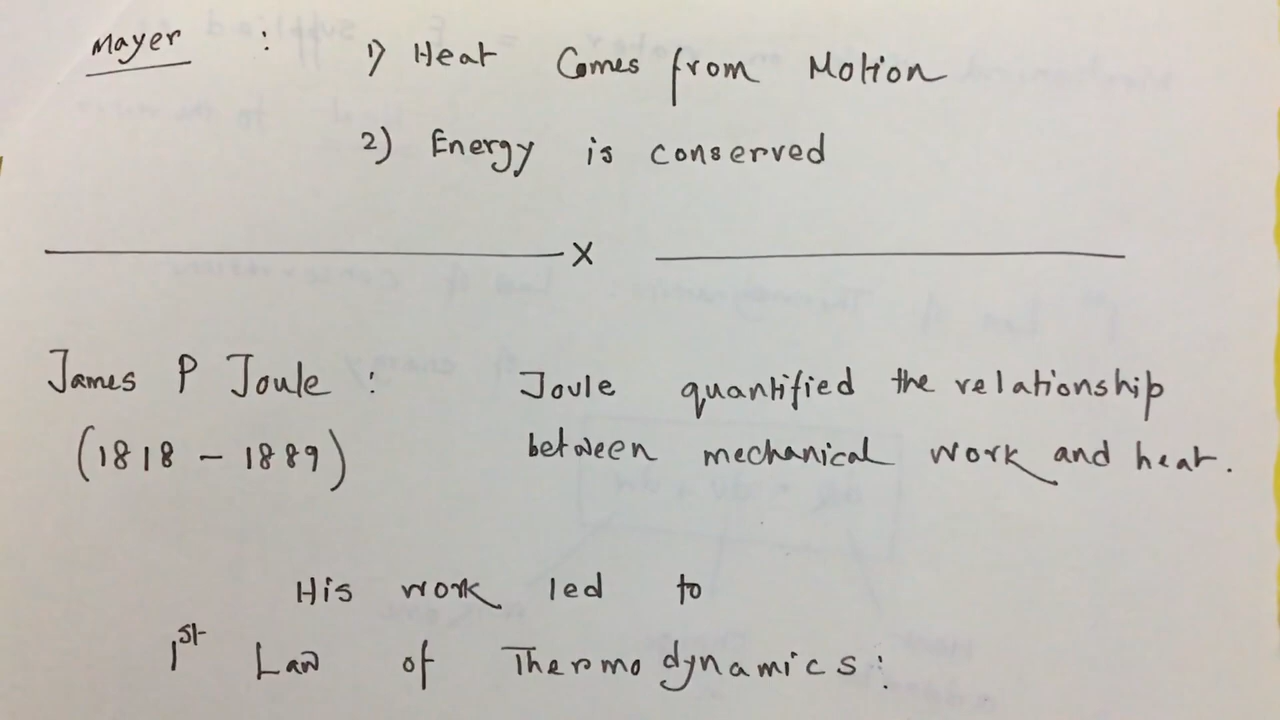 Mayer : 1) Heat Comes from Motion
2) Energy is conserved
x
James P Joule : Joule quantified the relationship
(1818 - 1889) between mechanical work and heat.
His work led to
1st Law of Thermodynamics :